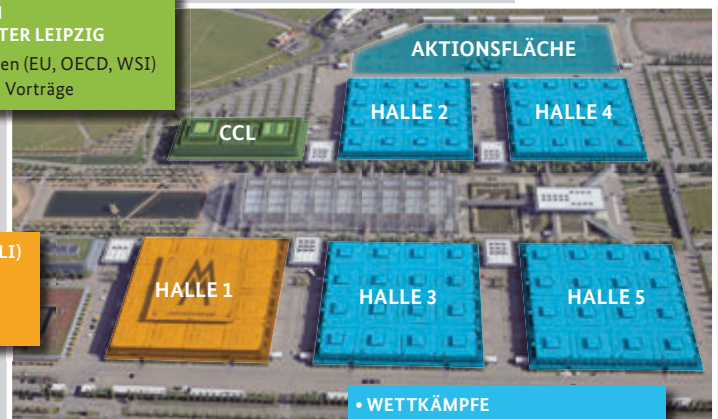 TER LEIPZIG
en (EU, OECD, WSI)
Vorträge
AKTIONSFLÄCHE
HALLE 2
HALLE 4
CCL
LI)
HALLE 1
HALLE 3
HALLE 5
• WETTKÄMPFE